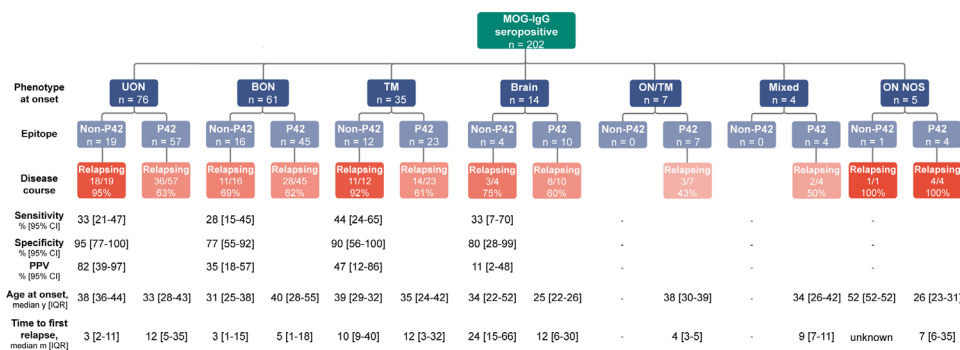 MOG-IgG
seropositive
n = 202
Phenotype
at onset
UON
n = 76
BON
n = 61
TM
n = 35
Brain
n = 14
ON/TM
n = 7
Mixed
n = 4
ON NOS
n = 5
Epitope
Non-P42
n = 19
P42
n = 57
Non-P42
n = 16
P42
n = 45
Non-P42
n = 12
P42
n = 23
Non-P42
n = 4
P42
n = 10
Non-P42
n = 0
P42
n = 7
Non-P42
n = 0
P42
n = 4
Non-P42
n = 1
P42
n = 4
Disease
course
Relapsing
18/19
95%
Relapsing
36/57
63%
Relapsing
11/16
69%
Relapsing
28/45
62%
Relapsing
11/12
92%
Relapsing
14/23
61%
Relapsing
3/4
75%
Relapsing
6/10
60%
Relapsing
3/7
43%
Relapsing
2/4
50%
Relapsing
1/1
100%
Relapsing
4/4
100%
Sensitivity
% [95% CI]
33 [21-47] 28 [15-45] 44 [24-65] 33 [7-70] - - -
Specificity
% [95% CI]
95 [77-100] 77 [55-92] 90 [56-100] 80 [28-99] - - -
PPV
% [95% CI]
82 [39-97] 35 [18-57] 47 [12-86] 11 [2-48] - - -
Age at onset,
median y [IQR]
38 [36-44] 33 [28-43] 31 [25-38] 40 [28-55] 39 [29-32] 35 [24-42] 34 [22-52] 25 [22-26] - 38 [30-39] 34 [26-42] 52 [52-52] 26 [23-31]
Time to first
relapse,
median m [IQR]
3 [2-11] 12 [5-35] 3 [1-15] 5 [1-18] 10 [9-40] 12 [3-32] 24 [15-66] 12 [6-30] - 4 [3-5] - 9 [7-11] unknown 7 [6-35]